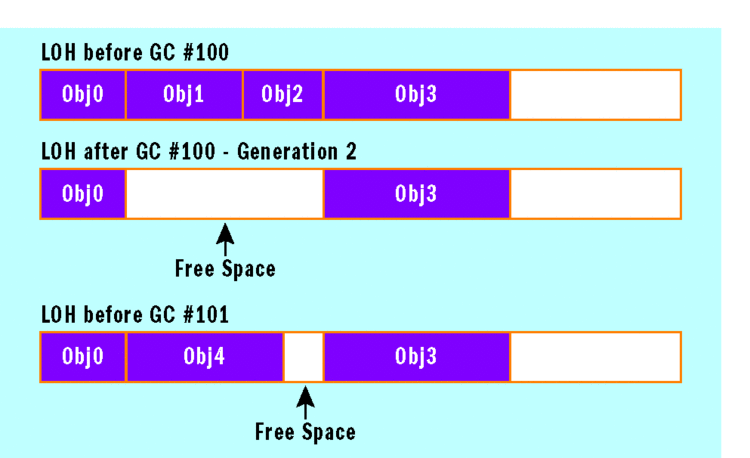 LOH before GC #100
Obj0 Obj1 Obj2 Obj3
LOH after GC #100 - Generation 2
Obj0 Obj3
Free Space
LOH before GC #101
Obj0 Obj4 Obj3
Free Space